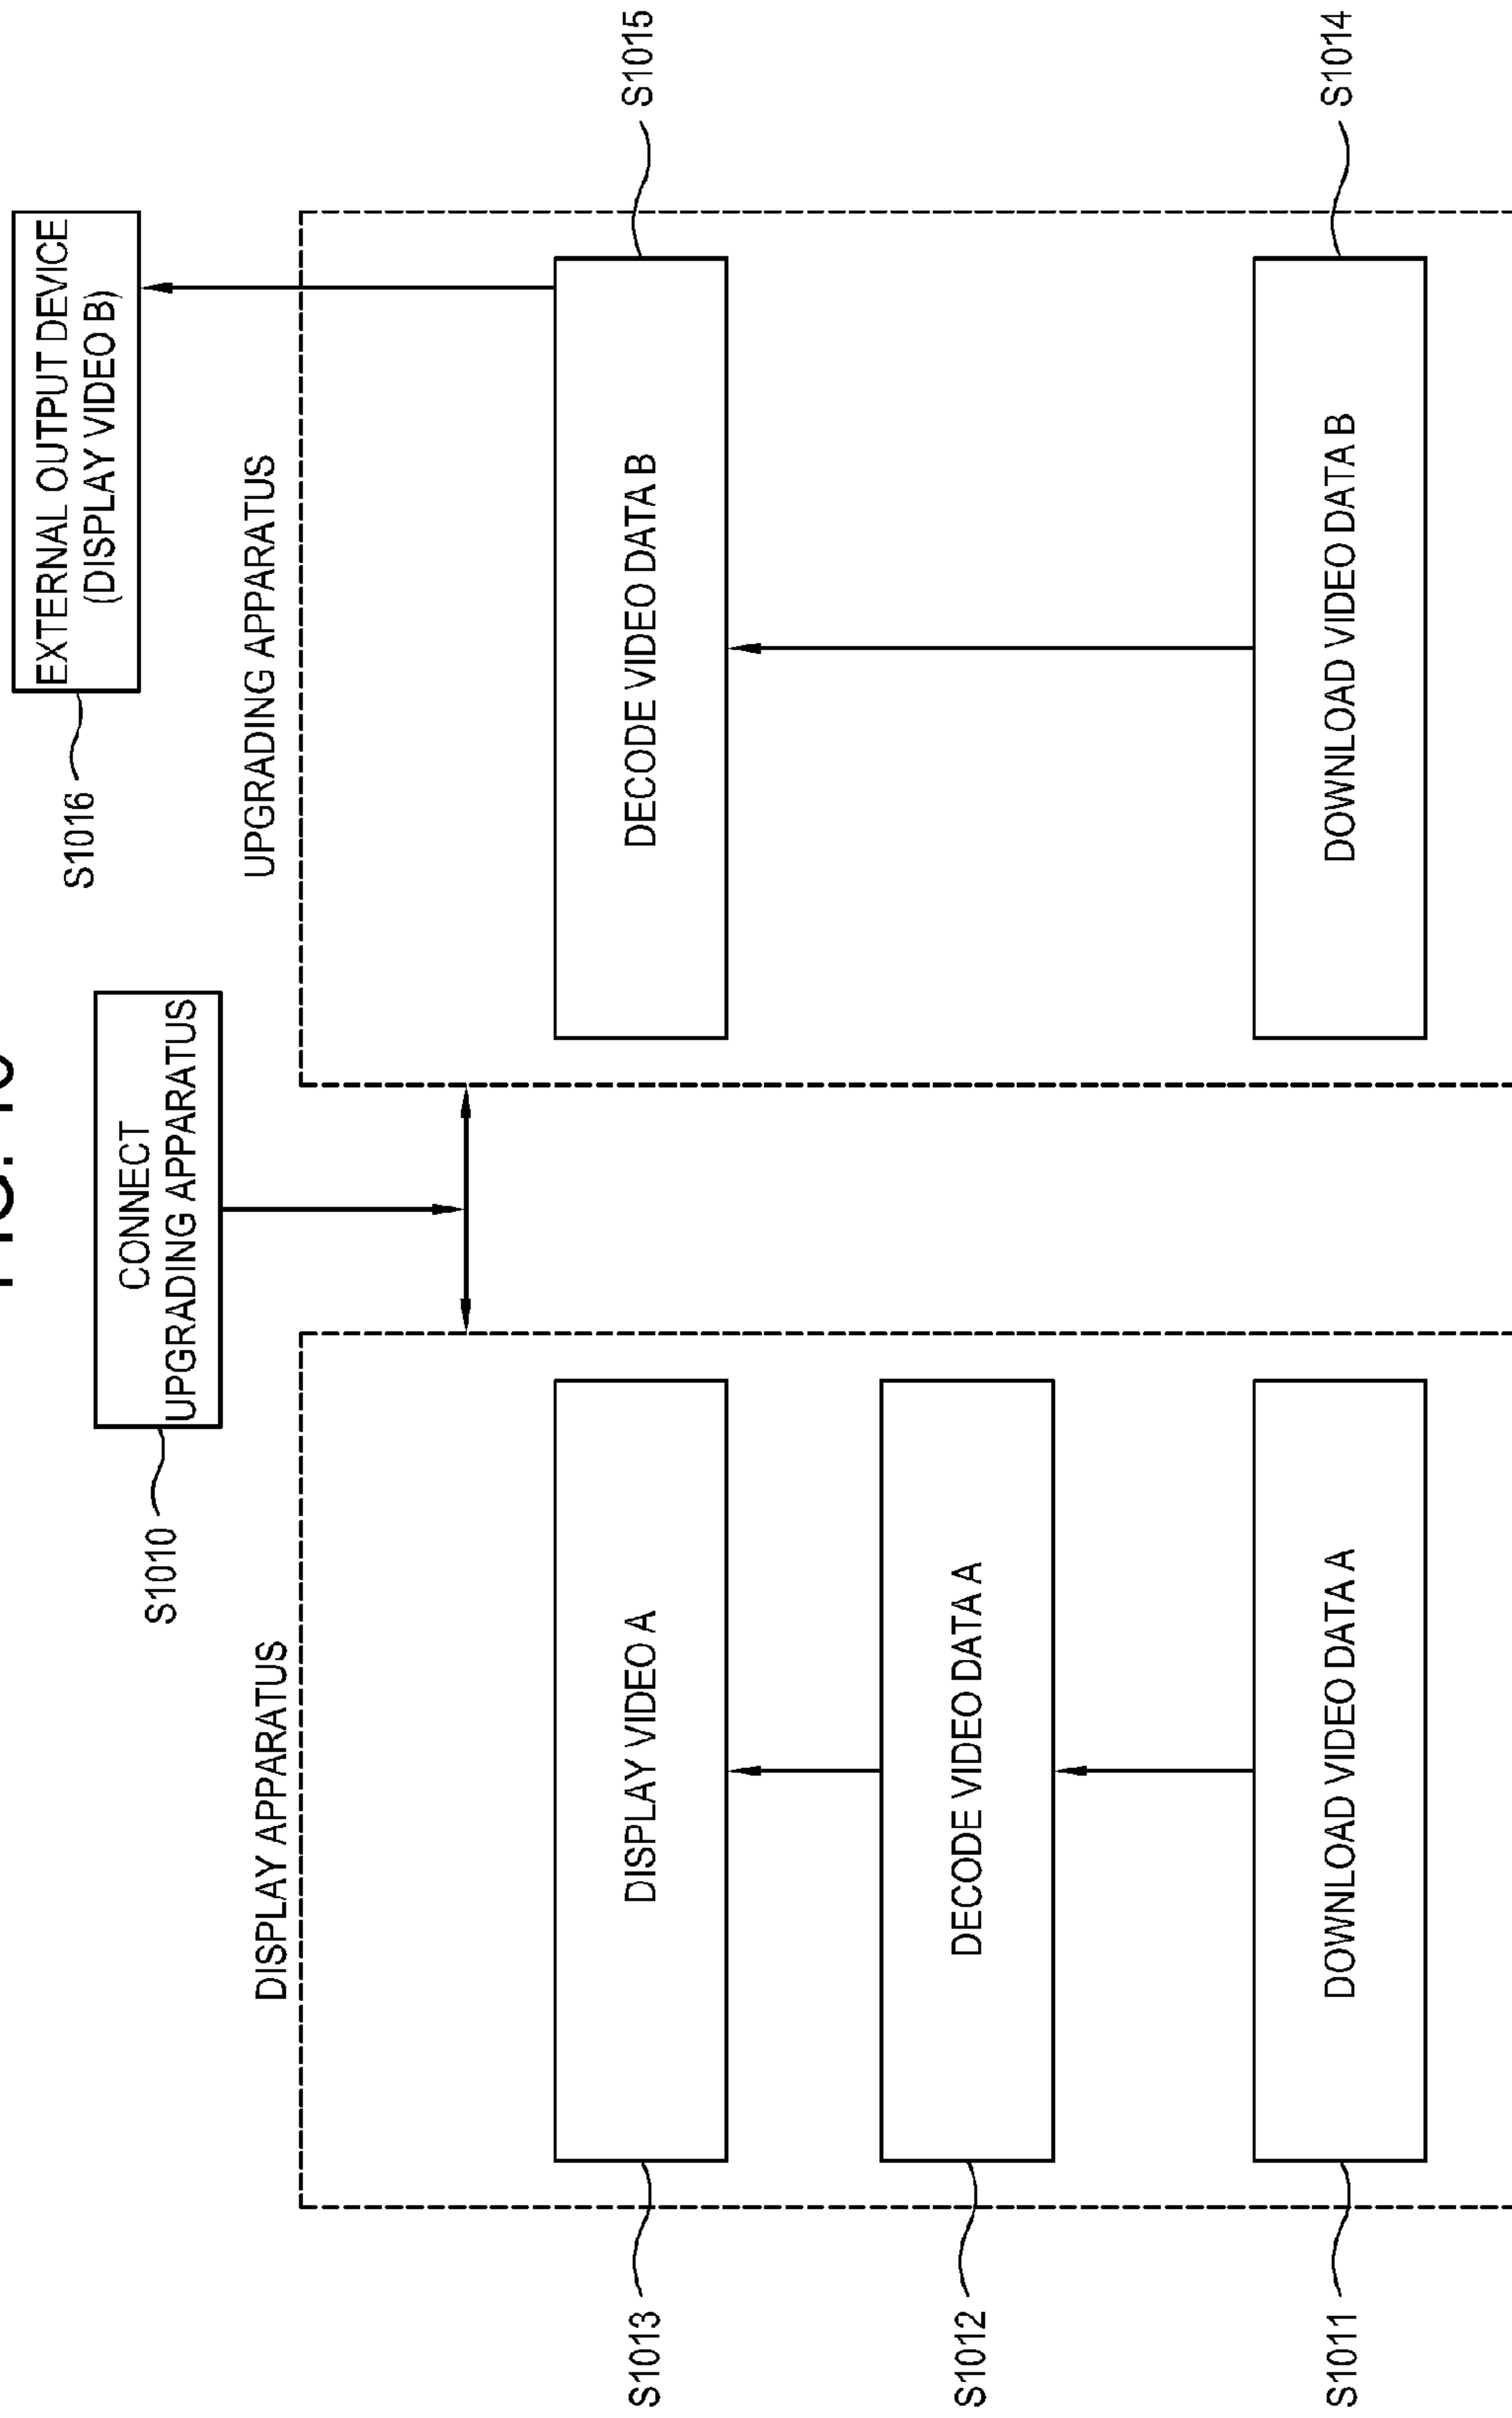 EXTERNAL OUTPUT DEVICE
(DISPLAY VIDEO B)
S1016
CONNECT
UPGRADING APPARATUS
S1010
DISPLAY APPARATUS
UPGRADING APPARATUS
S1013
DISPLAY VIDEO A
DECODE VIDEO DATA B
S1015
S1012
DECODE VIDEO DATA A
S1011
DOWNLOAD VIDEO DATA A
DOWNLOAD VIDEO DATA B
S1014